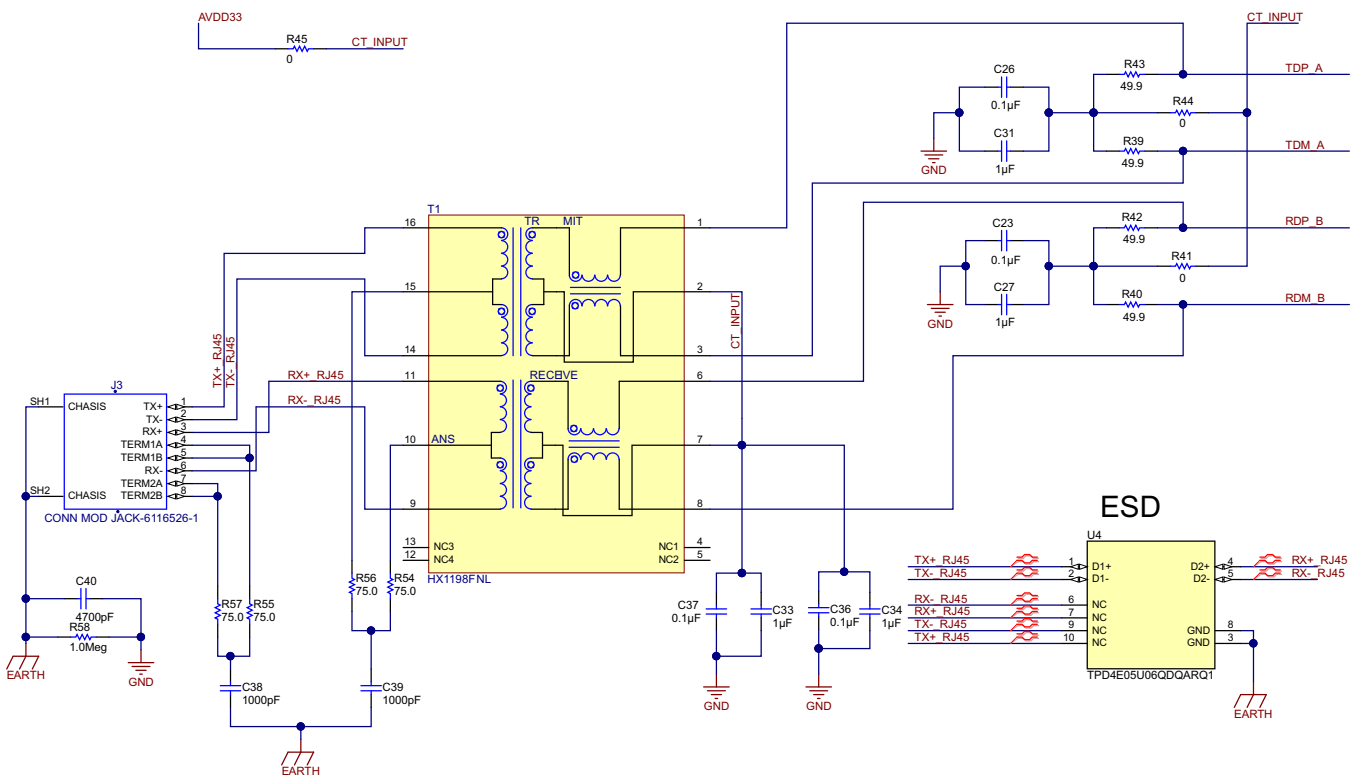 AVDD33
R45
0
CT_INPUT
CT_INPUT
C26
0.1µF
C31
1µF
GND
R43
49.9
R44
0
R39
49.9
TDP_A
TDM_A
C23
0.1µF
C27
1µF
GND
R42
49.9
R41
0
R40
49.9
RDP_B
RDM_B
T1
TR MIT
16
15
14
11
10
9
13
12
1
2
3
6
7
8
4
5
RECEIVE
ANS
NC3
NC4
NC1
NC2
HX1198FNL
CT_INPUT
TX+_RJ45
TX-_RJ45
RX+_RJ45
RX-_RJ45
J3
SH1
CHASIS
SH2
CHASIS
TX+ 1
TX- 2
RX+ 3
TERM1A 4
TERM1B 5
RX- 6
TERM2A 7
TERM2B 8
CONN MOD JACK-6116526-1
C40
4700pF
R58
1.0Meg
EARTH
GND
R57
75.0
R55
75.0
R56
75.0
R54
75.0
C38
1000pF
C39
1000pF
EARTH
C37
0.1µF
C33
1µF
GND
C36
0.1µF
C34
1µF
GND
ESD
U4
TX+_RJ45 1 D1+
TX-_RJ45 2 D1-
RX-_RJ45 6 NC
RX+_RJ45 7 NC
TX-_RJ45 9 NC
TX+_RJ45 10 NC
D2+ 4 RX+_RJ45
D2- 5 RX-_RJ45
GND 8
GND 3
TPD4E05U06QDQARQ1
EARTH